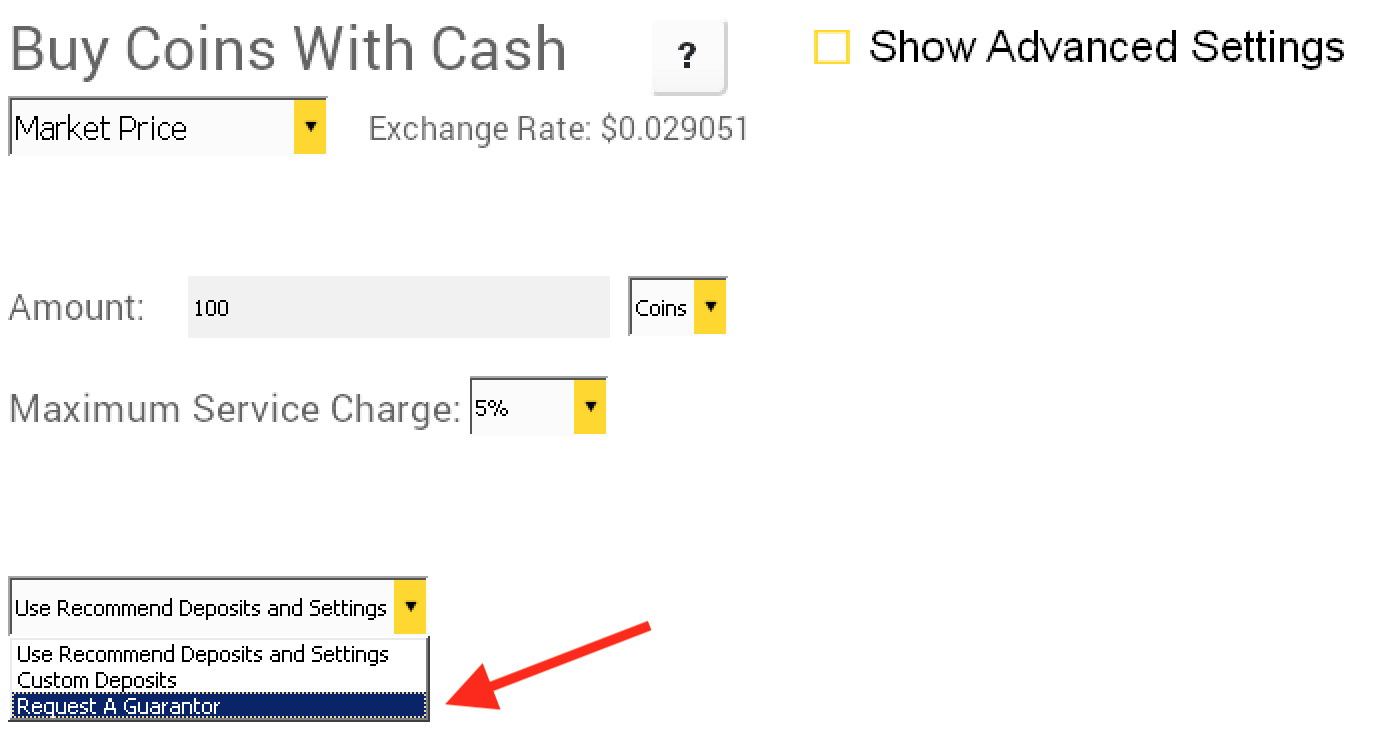 Buy Coins With Cash ? Show Advanced Settings
Market Price Exchange Rate: $0.029051
Amount: 100 Coins
Maximum Service Charge: 5%
Use Recommend Deposits and Settings
Use Recommend Deposits and Settings
Custom Deposits
Request A Guarantor